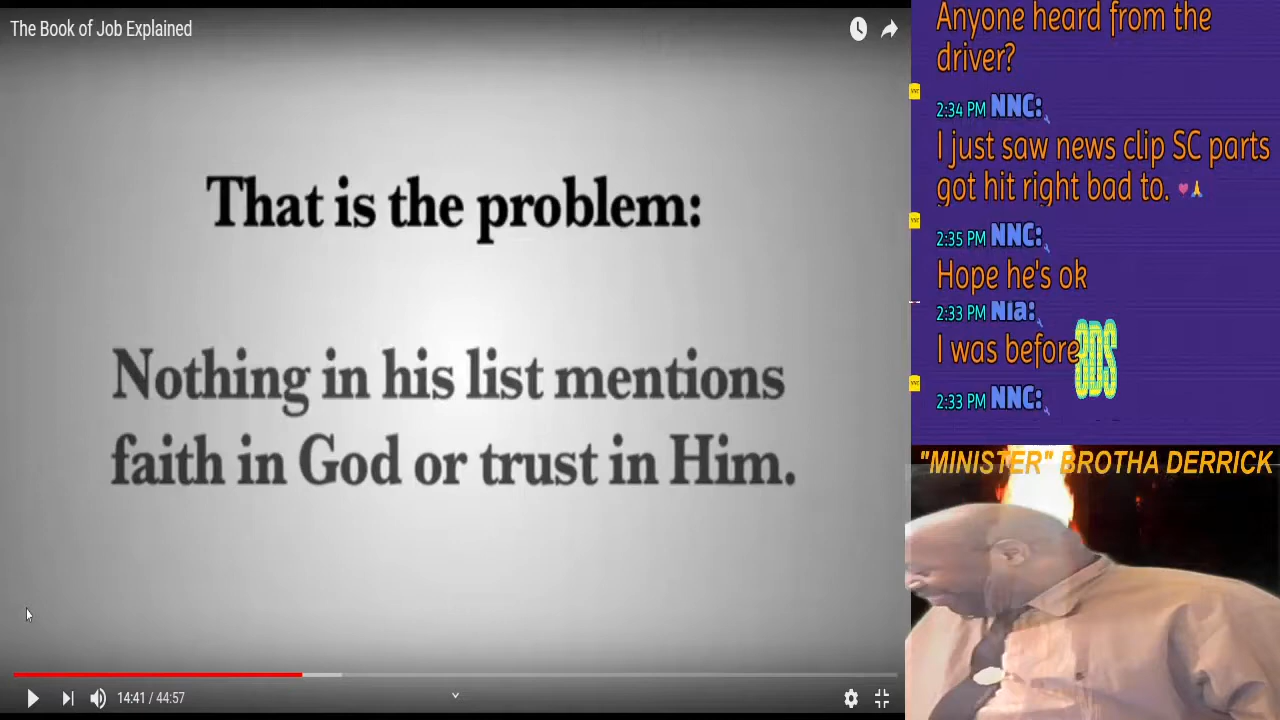 The Book of Job Explained
That is the problem:
Nothing in his list mentions
faith in God or trust in Him.
14:41 / 44:57
Anyone heard from the
driver?
2:34 PM NNC:
I just saw news clip SC parts
got hit right bad to.
2:35 PM NNC:
Hope he's ok
2:33 PM Nia:
I was before
2:33 PM NNC:
"MINISTER" BROTHA DERRICK